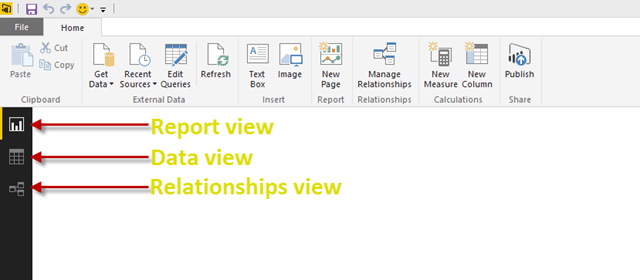 File Home
Paste
Cut
Copy
Clipboard
Get
Data
Recent
Sources
Edit
Queries
Refresh
External Data
Text
Box
Image
Insert
New
Page
Report
Manage
Relationships
Relationships
New
Measure
New
Column
Calculations
Publish
Share
Report view
Data view
Relationships view